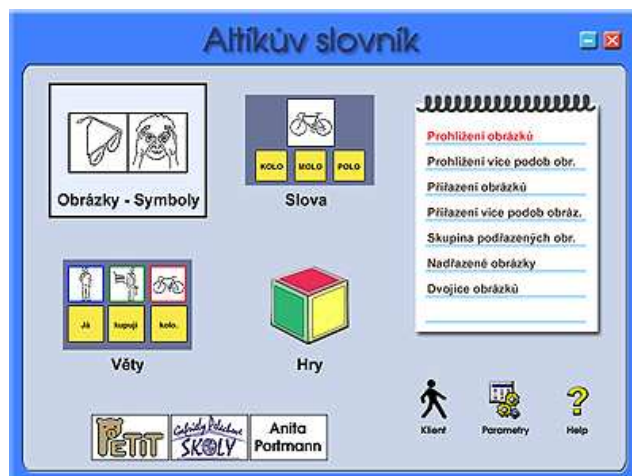 Altíkův slovník
Obrázky - Symboly
KOLO MOLO POLO
Slova
Já kupuji kolo.
Věty
Hry
Prohlížení obrázků
Prohlížení více podob obr.
Přiřazení obrázků
Přiřazení více podob obráz.
Skupina podřazených obr.
Nadřazené obrázky
Dvojice obrázků
Klient
Parametry
Help
PETIT
ŠKOLY
Anita
Portmann